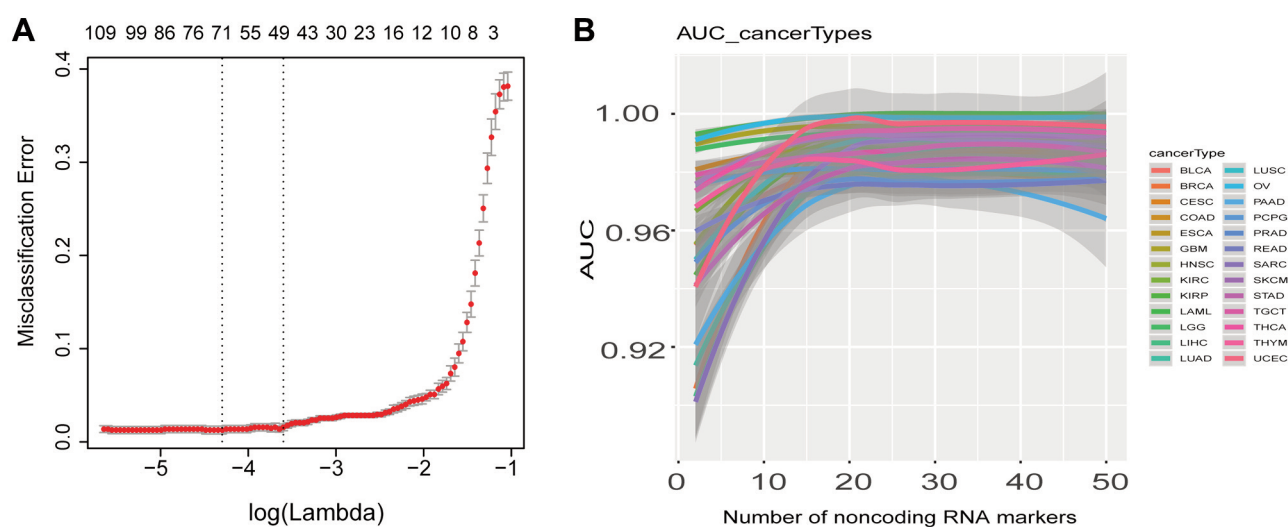 A
109 99 86 76 71 55 49 43 30 23 16 12 10 8 3
Misclassification Error
0.4
0.3
0.2
0.1
0.0
−5 −4 −3 −2 −1
log(Lambda)
B
AUC_cancerTypes
AUC
1.00
0.96
0.92
0 10 20 30 40 50
Number of noncoding RNA markers
cancerType
BLCA LUSC
BRCA OV
CESC PAAD
COAD PCPG
ESCA PRAD
GBM READ
HNSC SARC
KIRC SKCM
KIRP STAD
LAML TGCT
LGG THCA
LIHC THYM
LUAD UCEC